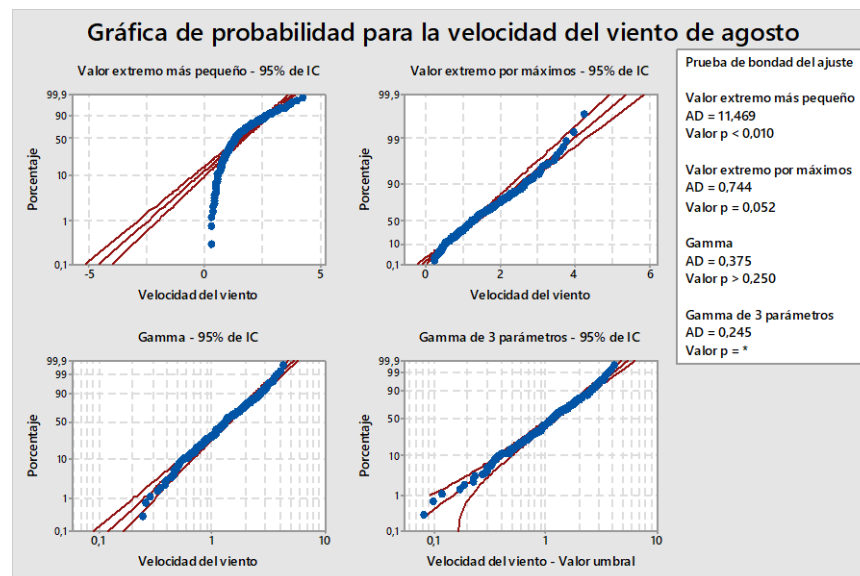 Gráfica de probabilidad para la velocidad del viento de agosto
Valor extremo más pequeño - 95% de IC
99,9
90
50
10
1
0,1
Porcentaje
-5
0
5
Velocidad del viento
Valor extremo por máximos - 95% de IC
99,9
99
90
50
10
0,1
Porcentaje
0
2
4
6
Velocidad del viento
Gamma - 95% de IC
99,9
99
90
50
10
1
0,1
Porcentaje
0,1
1
10
Velocidad del viento
Gamma de 3 parámetros - 95% de IC
99,9
99
90
50
10
1
0,1
Porcentaje
0,1
1
10
Velocidad del viento - Valor umbral
Prueba de bondad del ajuste
Valor extremo más pequeño
AD = 11,469
Valor p < 0,010
Valor extremo por máximos
AD = 0,744
Valor p = 0,052
Gamma
AD = 0,375
Valor p > 0,250
Gamma de 3 parámetros
AD = 0,245
Valor p = *